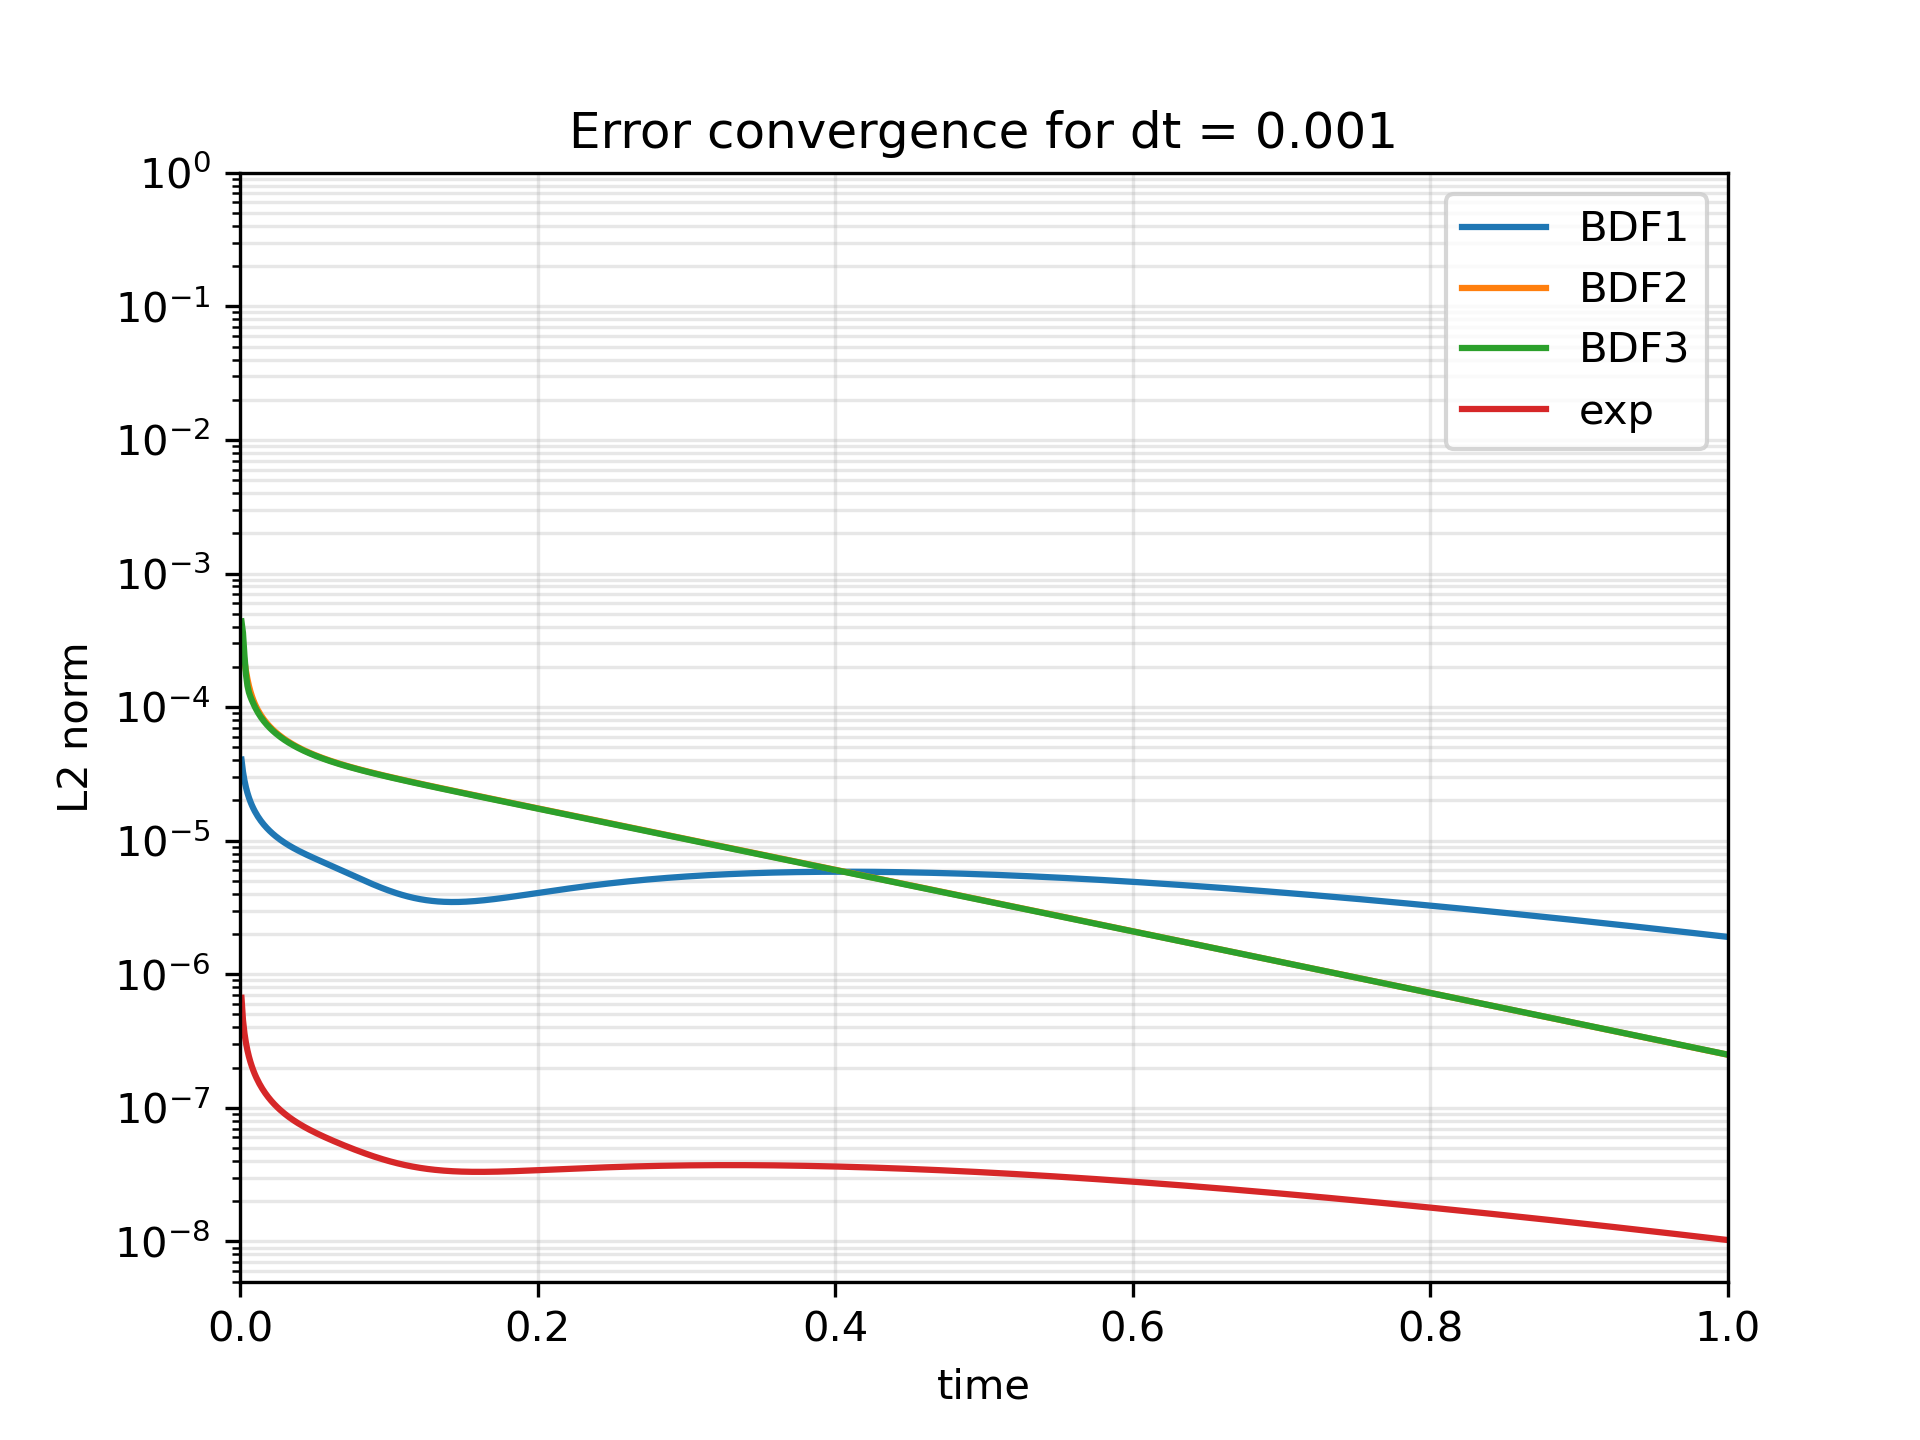 Error convergence for dt = 0.001
L2 norm
10⁰
10⁻¹
10⁻²
10⁻³
10⁻⁴
10⁻⁵
10⁻⁶
10⁻⁷
10⁻⁸
BDF1
BDF2
BDF3
exp
0.0 0.2 0.4 0.6 0.8 1.0
time